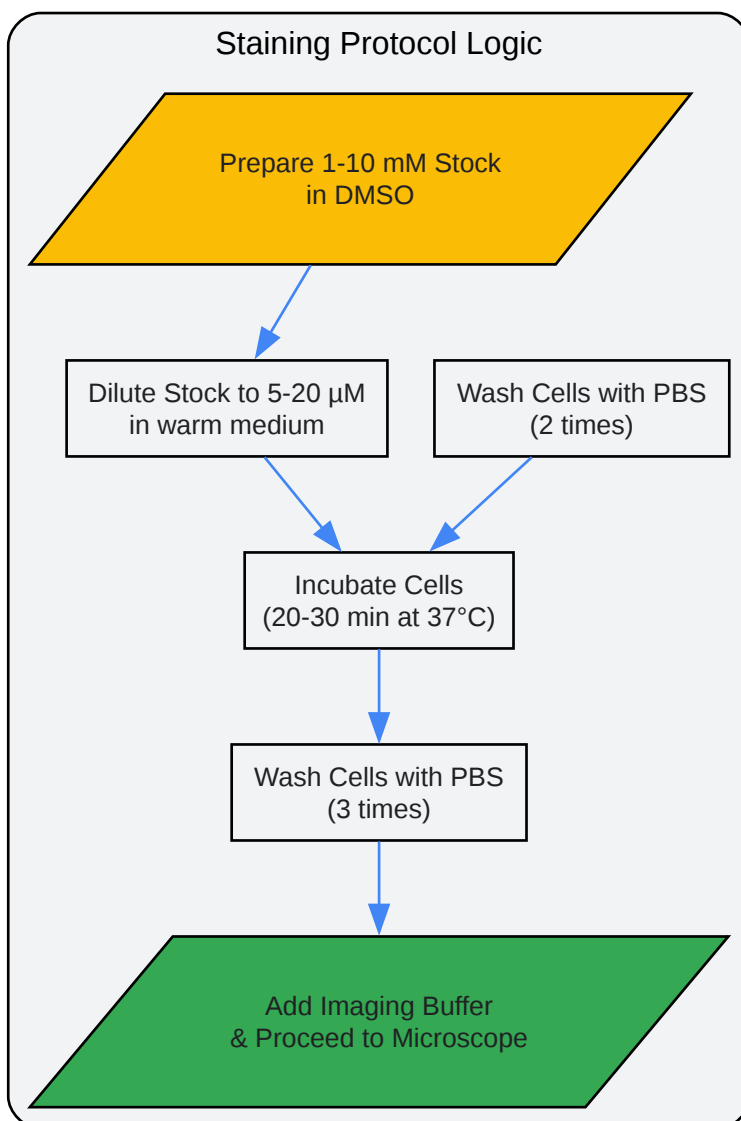 Staining Protocol Logic
Prepare 1-10 mM Stock
in DMSO
Dilute Stock to 5-20 µM
in warm medium
Wash Cells with PBS
(2 times)
Incubate Cells
(20-30 min at 37°C)
Wash Cells with PBS
(3 times)
Add Imaging Buffer
& Proceed to Microscope